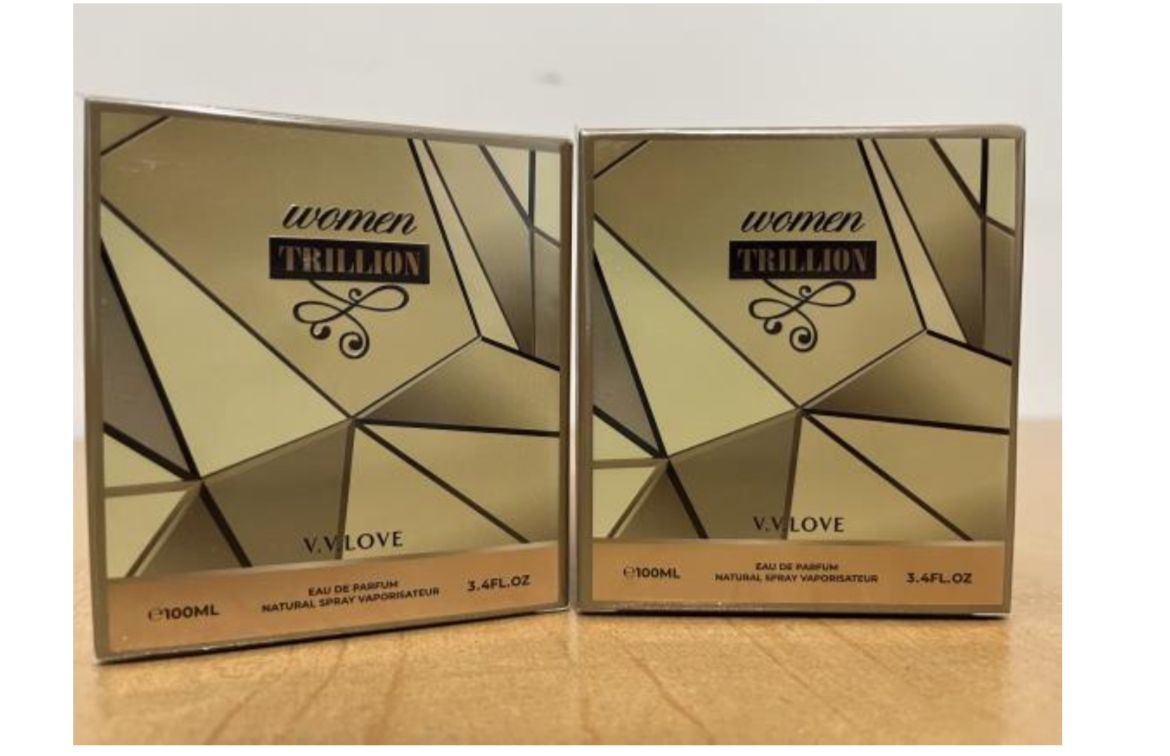 women
TRILLION
V.V.LOVE
EAU DE PARFUM
NATURAL SPRAY VAPORISATEUR
℮100ML
3.4FL.OZ
women
TRILLION
V.V.LOVE
EAU DE PARFUM
NATURAL SPRAY VAPORISATEUR
℮100ML
3.4FL.OZ